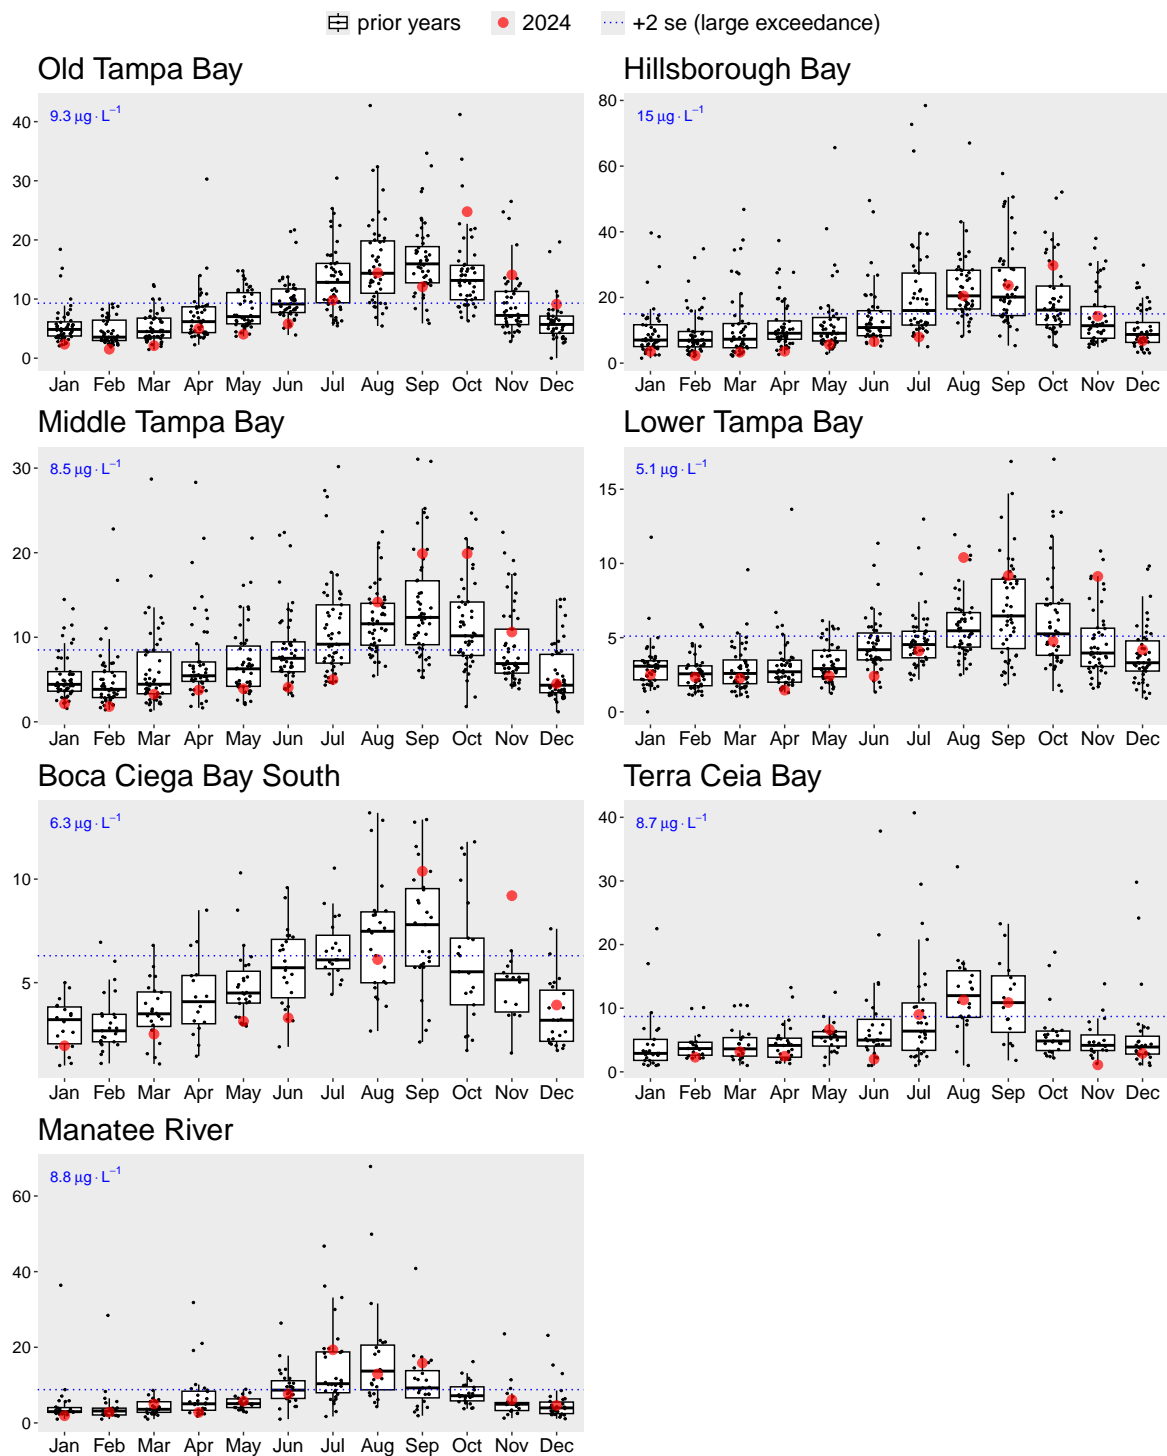 prior years 2024 +2 se (large exceedance)
Old Tampa Bay
9.3 μg · L⁻¹
40
30
20
10
0
Jan Feb Mar Apr May Jun Jul Aug Sep Oct Nov Dec
Hillsborough Bay
15 μg · L⁻¹
80
60
40
20
0
Jan Feb Mar Apr May Jun Jul Aug Sep Oct Nov Dec
Middle Tampa Bay
8.5 μg · L⁻¹
30
20
10
0
Jan Feb Mar Apr May Jun Jul Aug Sep Oct Nov Dec
Lower Tampa Bay
5.1 μg · L⁻¹
15
10
5
0
Jan Feb Mar Apr May Jun Jul Aug Sep Oct Nov Dec
Boca Ciega Bay South
6.3 μg · L⁻¹
10
5
Jan Feb Mar Apr May Jun Jul Aug Sep Oct Nov Dec
Terra Ceia Bay
8.7 μg · L⁻¹
40
30
20
10
0
Jan Feb Mar Apr May Jun Jul Aug Sep Oct Nov Dec
Manatee River
8.8 μg · L⁻¹
60
40
20
0
Jan Feb Mar Apr May Jun Jul Aug Sep Oct Nov Dec